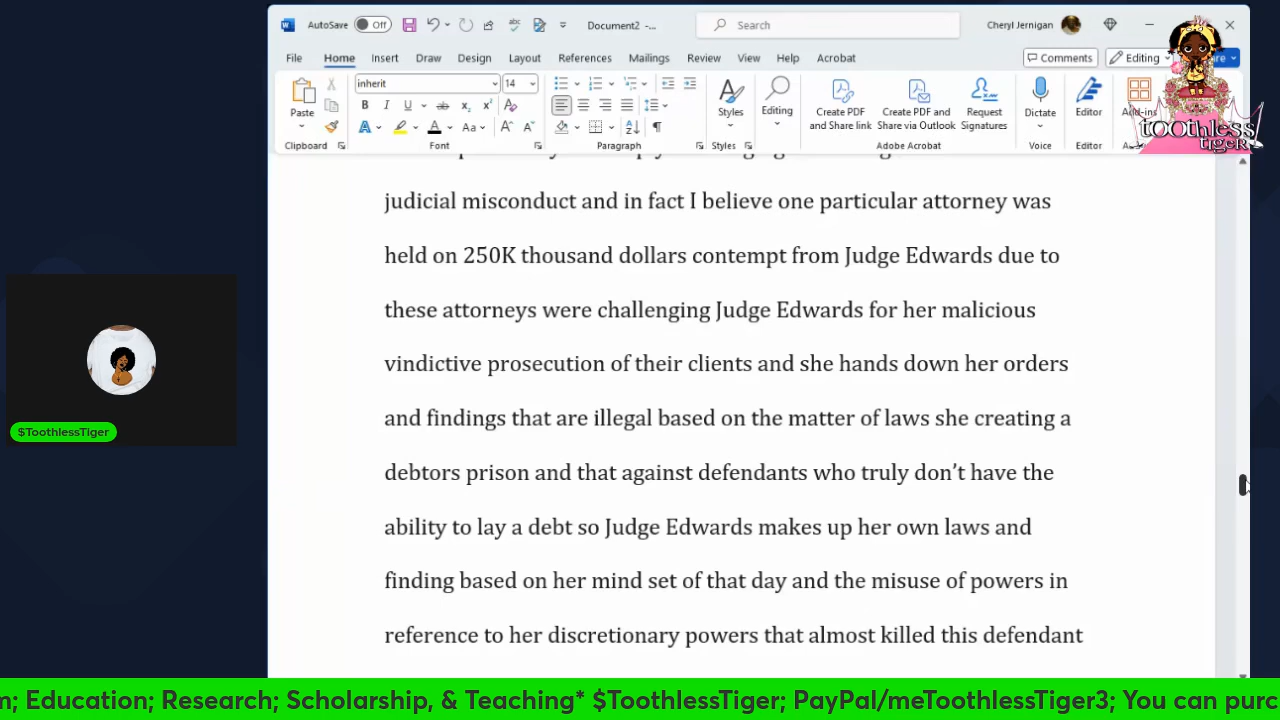 AutoSave Off Document2 -... Search Cheryl Jernigan
File Home Insert Draw Design Layout References Mailings Review View Help Acrobat Comments Editing
inherit 14
Paste B I U ab x₂ x² A Aa A A Styles Editing Create PDF and Share link Create PDF and Share via Outlook Request Signatures Dictate Editor Add-ins
Clipboard Font Paragraph Styles Adobe Acrobat Voice Editor
toothless
tiger
judicial misconduct and in fact I believe one particular attorney was
held on 250K thousand dollars contempt from Judge Edwards due to
these attorneys were challenging Judge Edwards for her malicious
vindictive prosecution of their clients and she hands down her orders
and findings that are illegal based on the matter of laws she creating a
debtors prison and that against defendants who truly don't have the
ability to lay a debt so Judge Edwards makes up her own laws and
finding based on her mind set of that day and the misuse of powers in
reference to her discretionary powers that almost killed this defendant
$ToothlessTiger
; Education; Research; Scholarship, & Teaching* $ToothlessTiger; PayPal/meToothlessTiger3; You can purc